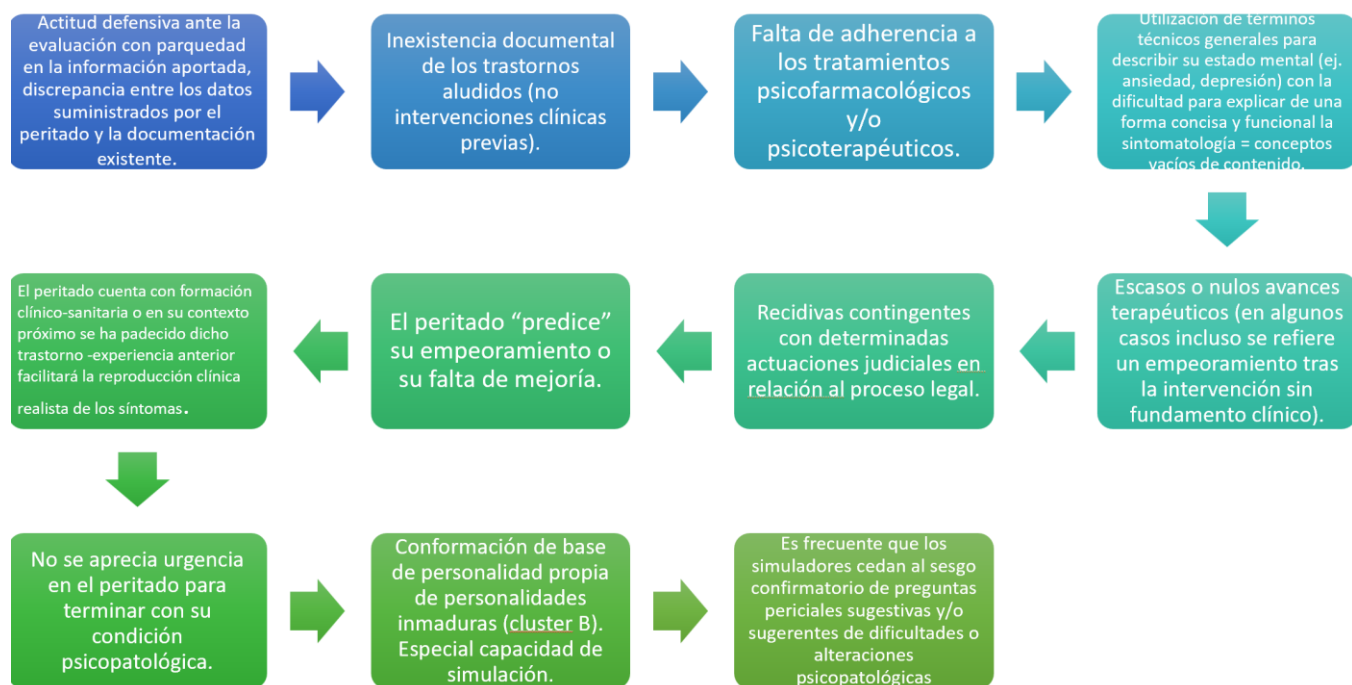 Actitud defensiva ante la
evaluación con parquedad
en la información aportada,
discrepancia entre los datos
suministrados por el
peritado y la documentación
existente.
Inexistencia documental
de los trastornos
aludidos (no
intervenciones clínicas
previas).
Falta de adherencia a
los tratamientos
psicofarmacológicos
y/o
psicoterapéuticos.
Utilización de términos
técnicos generales para
describir su estado mental (ej.
ansiedad, depresión) con la
dificultad para explicar de una
forma concisa y funcional la
sintomatología = conceptos
vacíos de contenido.
Escasos o nulos avances
terapéuticos (en algunos
casos incluso se refiere
un empeoramiento tras
la intervención sin
fundamento clínico).
Recidivas contingentes
con determinadas
actuaciones judiciales en
relación al proceso legal.
El peritado “predice”
su empeoramiento o
su falta de mejoría.
El peritado cuenta con formación
clínico-sanitaria o en su contexto
próximo se ha padecido dicho
trastorno -experiencia anterior
facilitará la reproducción clínica
realista de los síntomas.
No se aprecia urgencia
en el peritado para
terminar con su
condición
psicopatológica.
Conformación de base
de personalidad propia
de personalidades
inmaduras (cluster B).
Especial capacidad de
simulación.
Es frecuente que los
simuladores cedan al sesgo
confirmatorio de preguntas
periciales sugestivas y/o
sugerentes de dificultades o
alteraciones
psicopatológicas